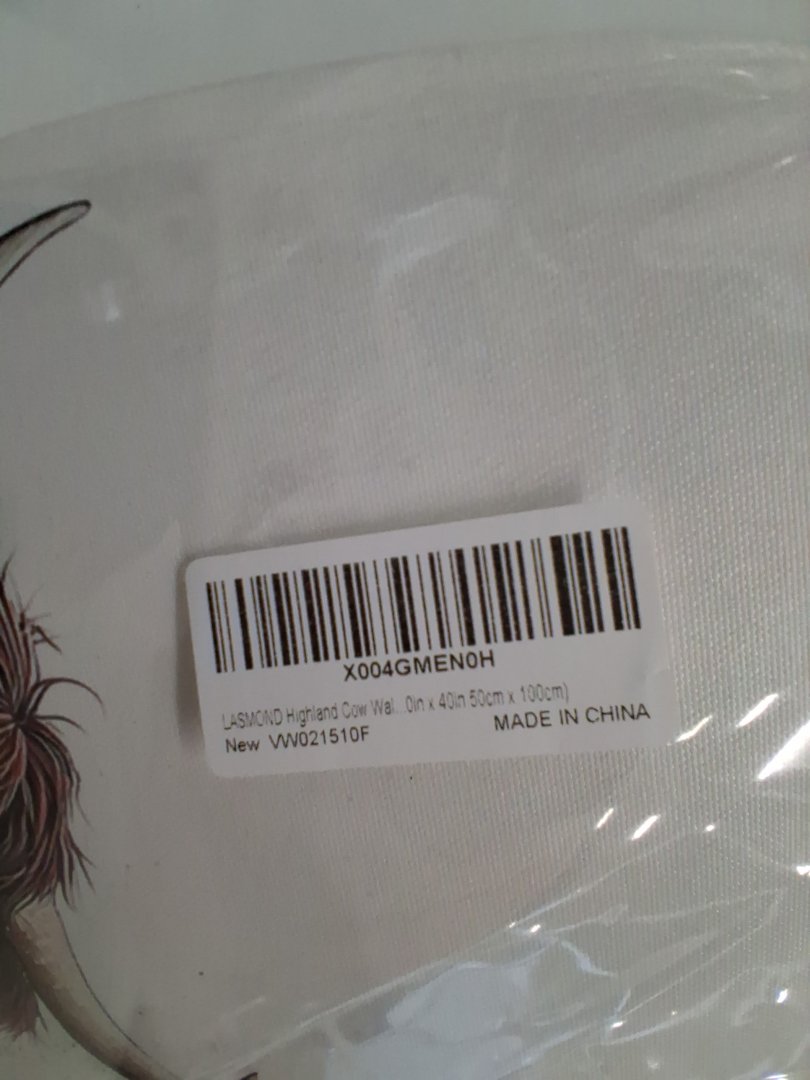 X004GMEN0H
LASMOND Highland Cow Wal...0in x 40in 50cm x 100cm)
New VW021510F
MADE IN CHINA